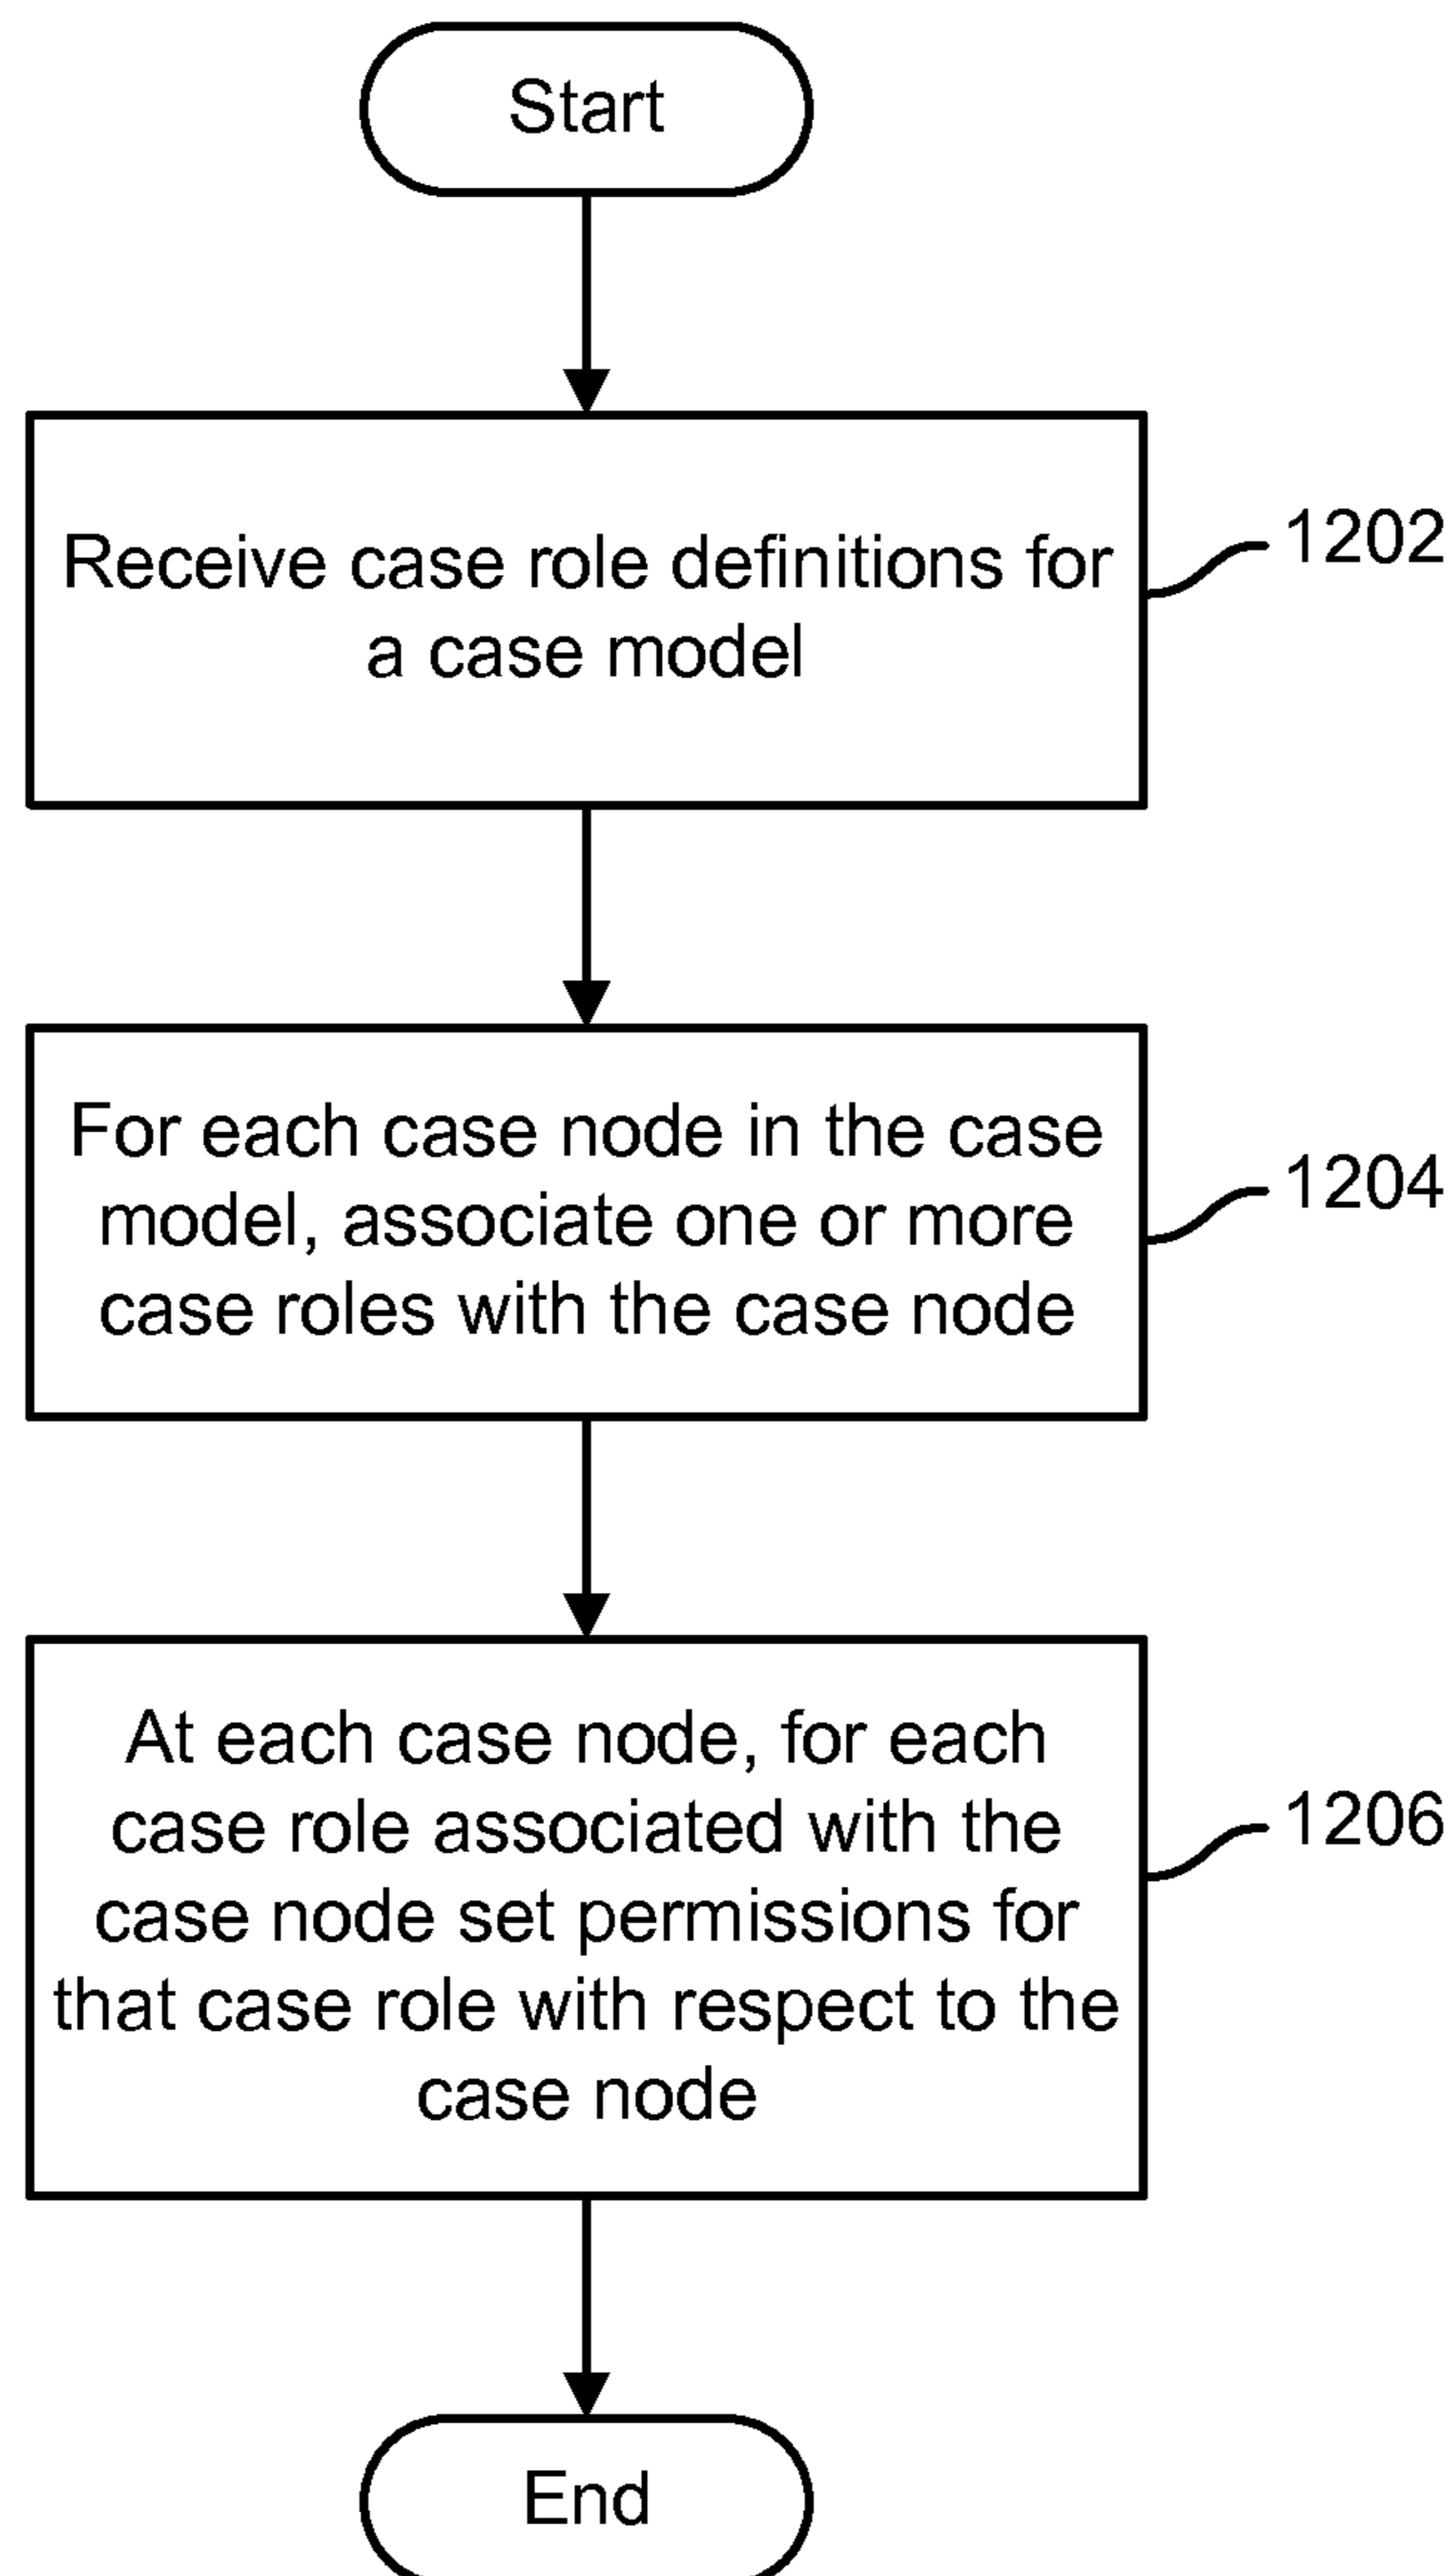 Start
Receive case role definitions for
a case model
1202
For each case node in the case
model, associate one or more
case roles with the case node
1204
At each case node, for each
case role associated with the
case node set permissions for
that case role with respect to the
case node
1206
End